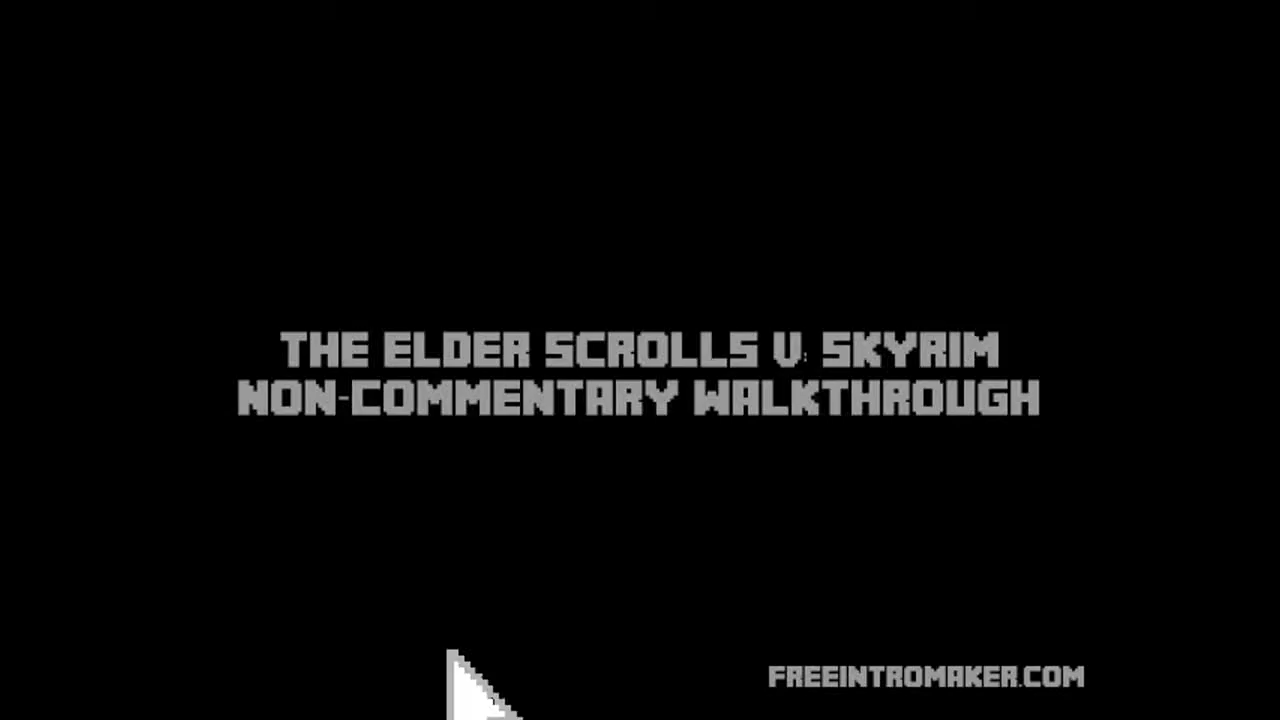 THE ELDER SCROLLS V: SKYRIM
NON-COMMENTARY WALKTHROUGH
FREEINTROMAKER.COM